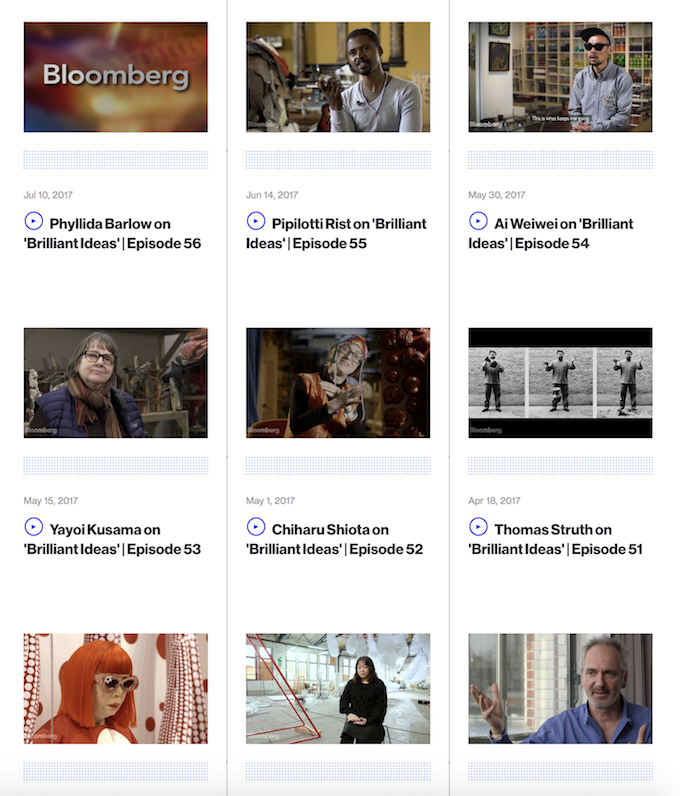 Bloomberg
Bloomberg
Bloomberg
This is what keeps me going.
Jul 10, 2017
Phyllida Barlow on
'Brilliant Ideas' | Episode 56
Jun 14, 2017
Pipilotti Rist on 'Brilliant
Ideas' | Episode 55
May 30, 2017
Ai Weiwei on 'Brilliant
Ideas' | Episode 54
Bloomberg
Bloomberg
Bloomberg
May 15, 2017
Yayoi Kusama on
'Brilliant Ideas' | Episode 53
May 1, 2017
Chiharu Shiota on
'Brilliant Ideas' | Episode 52
Apr 18, 2017
Thomas Struth on
'Brilliant Ideas' | Episode 51
Bloomberg
Bloomberg
Bloomberg